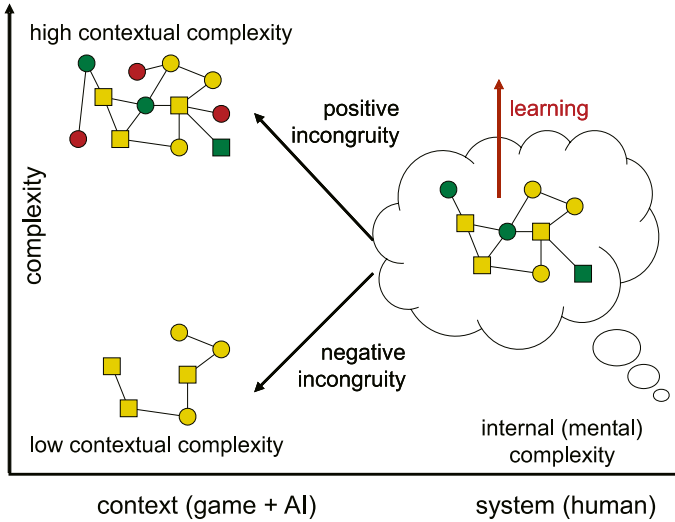 high contextual complexity
positive
incongruity
learning
complexity
negative
incongruity
low contextual complexity
internal (mental)
complexity
context (game + AI)
system (human)